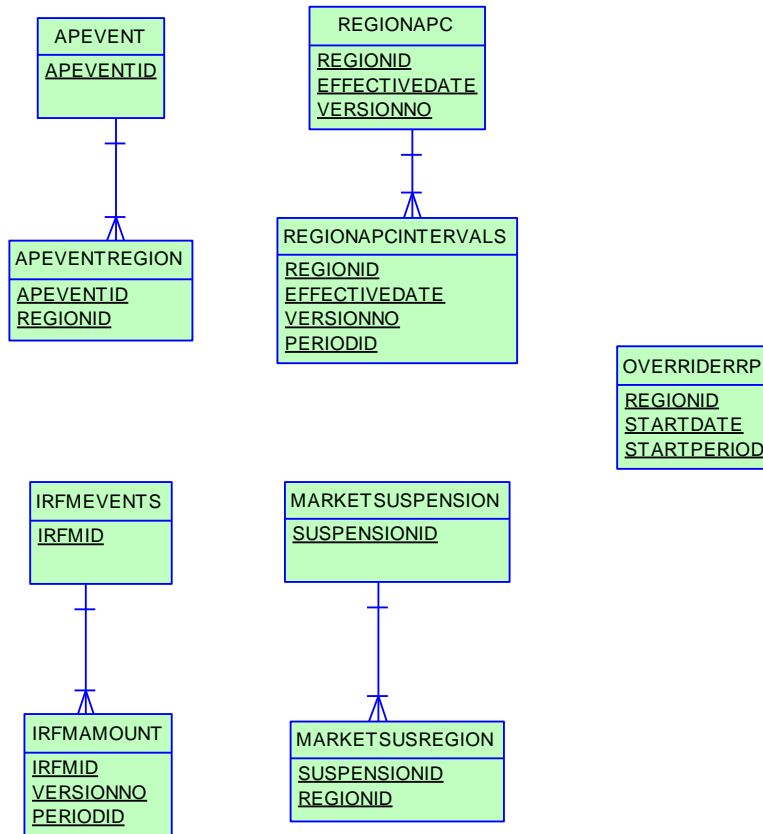 APEVENT
APEVENTID
REGIONAPC
REGIONID
EFFECTIVEDATE
VERSIONNO
APEVENTREGION
APEVENTID
REGIONID
REGIONAPCINTERVALS
REGIONID
EFFECTIVEDATE
VERSIONNO
PERIODID
OVERRIDERRP
REGIONID
STARTDATE
STARTPERIOD
IRFMEVENTS
IRFMID
MARKETSUSPENSION
SUSPENSIONID
IRFMAMOUNT
IRFMID
VERSIONNO
PERIODID
MARKETSUSREGION
SUSPENSIONID
REGIONID